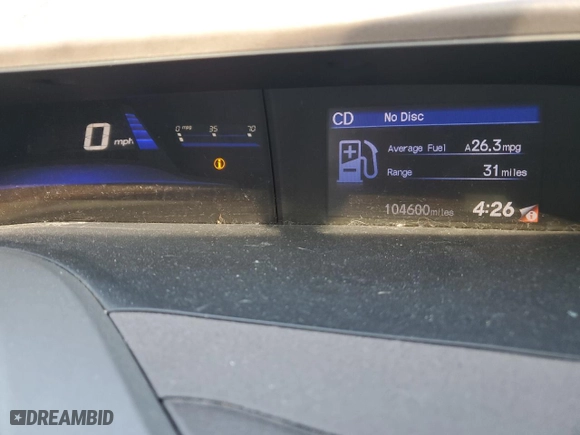 CD No Disc
0 mph
0 mpg 35 70
Average Fuel A26.3mpg
Range 31 miles
104600miles 4:26
DREAMBID